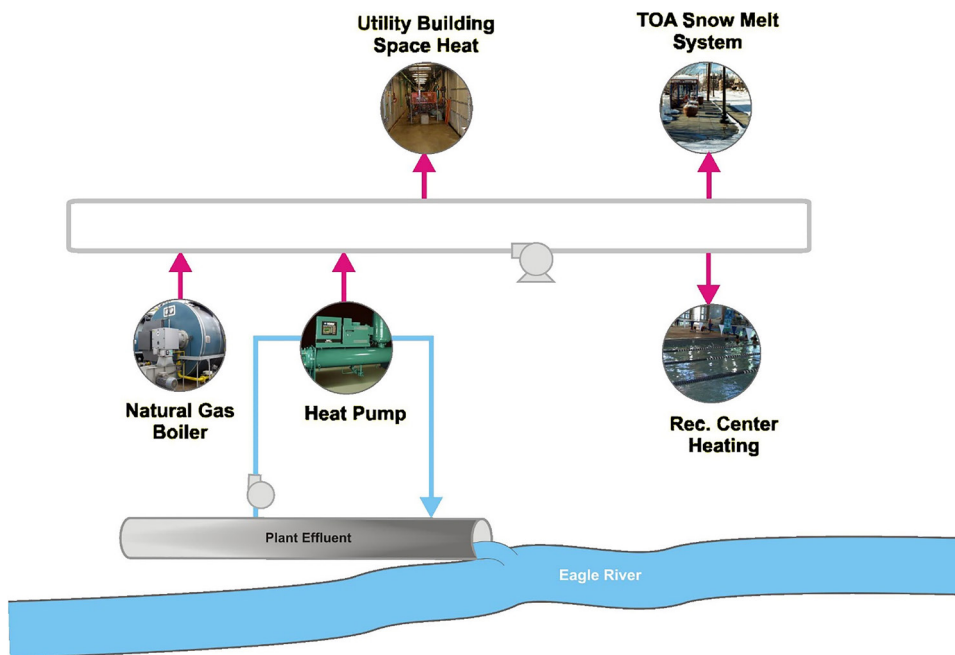 Utility Building
Space Heat
TOA Snow Melt
System
Natural Gas
Boiler
Heat Pump
Rec. Center
Heating
Plant Effluent
Eagle River